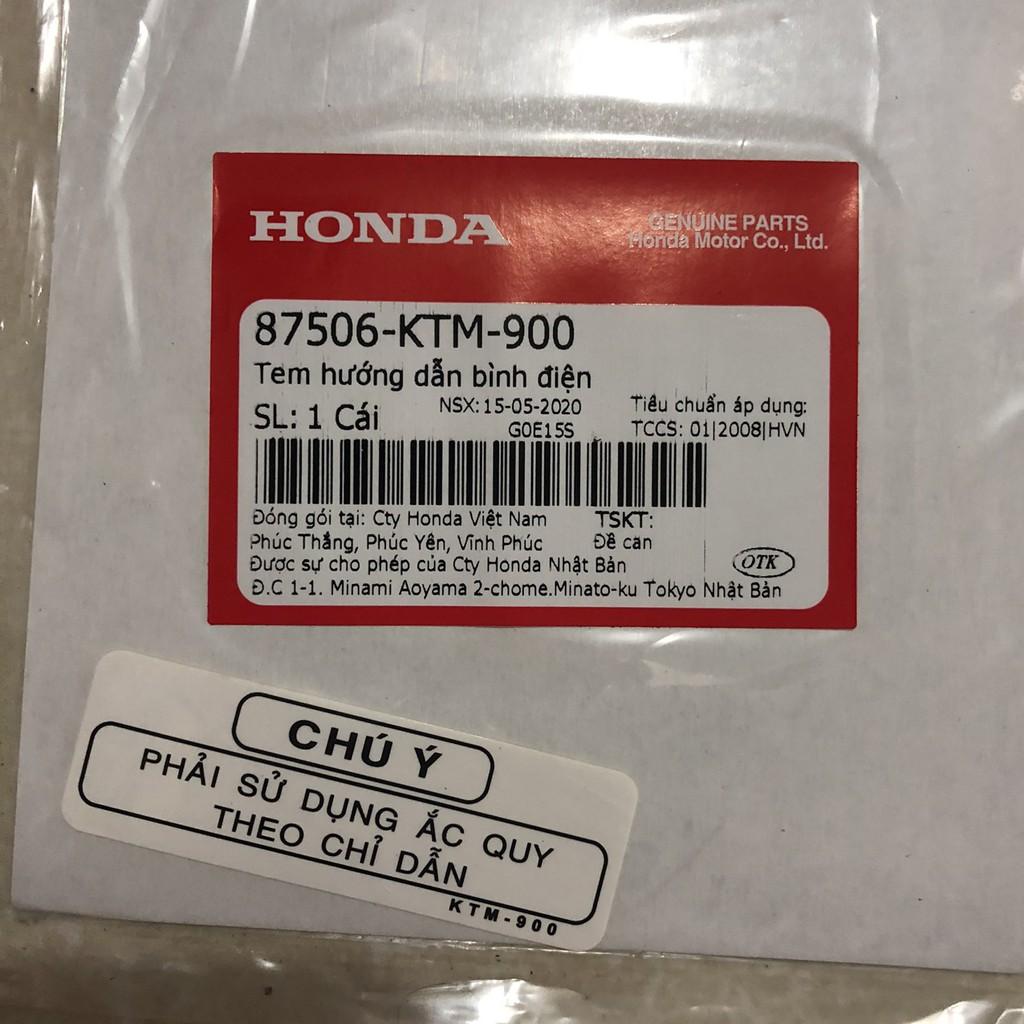 HONDA
GENUINE PARTS
Honda Motor Co., Ltd.
87506-KTM-900
Tem hướng dẫn bình điện
SL: 1 Cái
NSX: 15-05-2020
G0E15S
Tiêu chuẩn áp dụng:
TCCS: 01|2008|HVN
Đóng gói tại: Cty Honda Việt Nam
Phúc Thắng, Phúc Yên, Vĩnh Phúc
TSKT:
Đề can
Được sự cho phép của Cty Honda Nhật Bản
Đ.C 1-1. Minami Aoyama 2-chome.Minato-ku Tokyo Nhật Bản
OTK
CHÚ Ý
PHẢI SỬ DỤNG ẮC QUY
THEO CHỈ DẪN
KTM-900